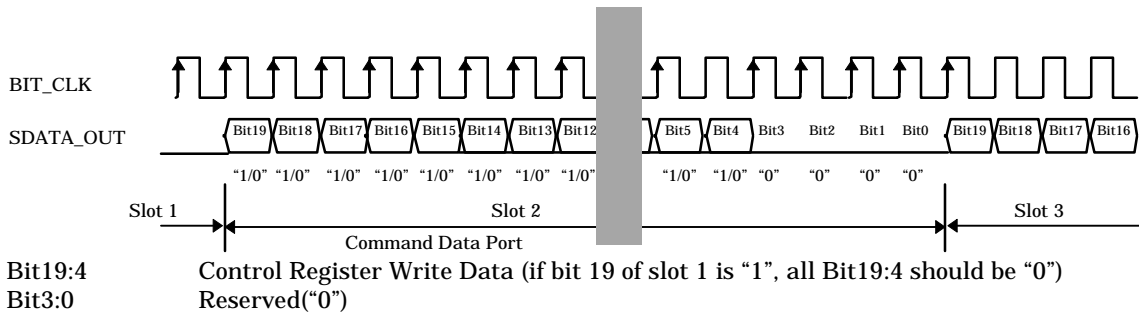 BIT_CLK
SDATA_OUT
Bit19 Bit18 Bit17 Bit16 Bit15 Bit14 Bit13 Bit12 Bit5 Bit4 Bit3 Bit2 Bit1 Bit0 Bit19 Bit18 Bit17 Bit16
“1/0” “1/0” “1/0” “1/0” “1/0” “1/0” “1/0” “1/0” “1/0” “1/0” “0” “0” “0” “0”
Slot 1 Slot 2 Slot 3
Command Data Port
Bit19:4 Control Register Write Data (if bit 19 of slot 1 is “1”, all Bit19:4 should be “0”)
Bit3:0 Reserved(“0”)